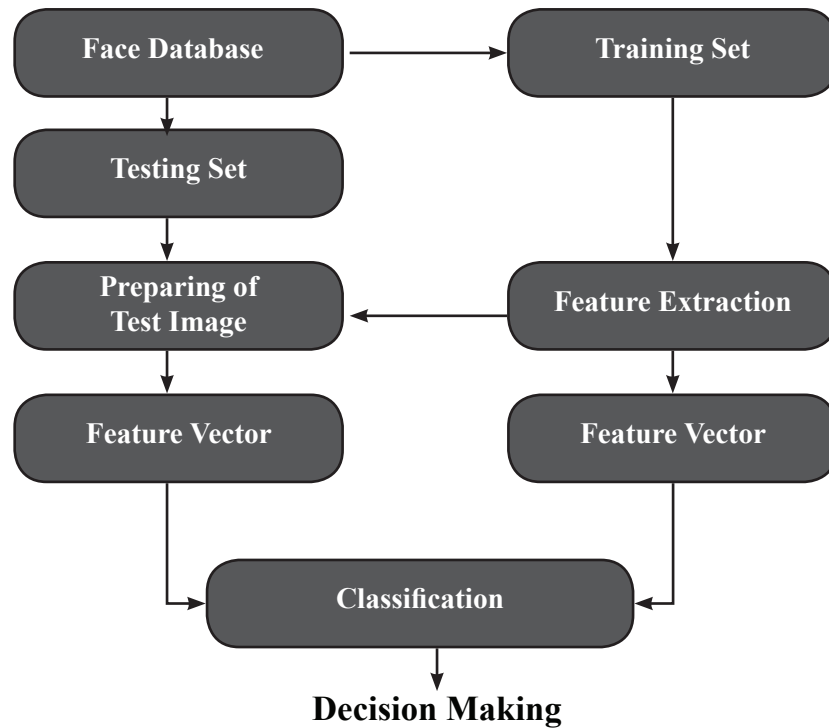 Face Database
Training Set
Testing Set
Preparing of
Test Image
Feature Extraction
Feature Vector
Feature Vector
Classification
Decision Making